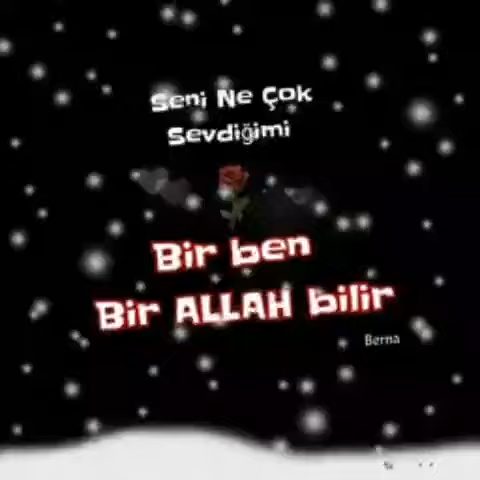 Seni Ne Çok
Sevdiğimi
Bir ben
Bir ALLAH bilir
Berna